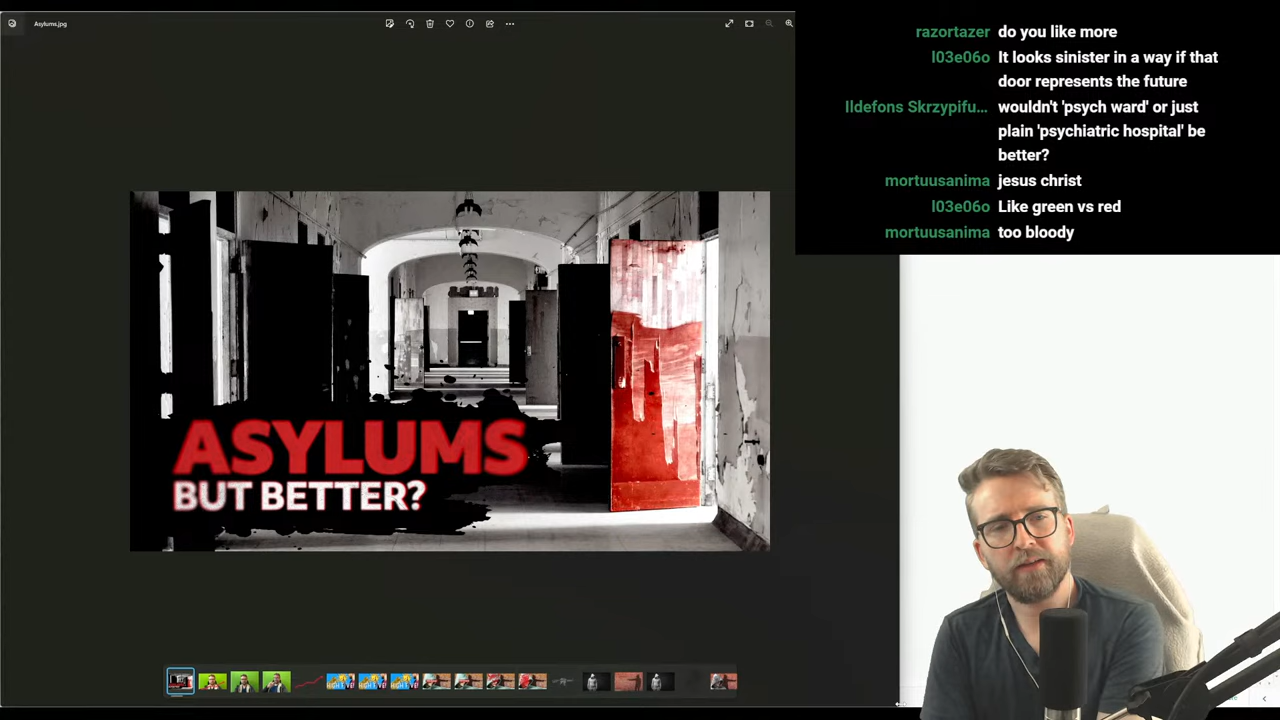 Asylums.jpg
razortazer do you like more
l03e06o It looks sinister in a way if that
door represents the future
Ildefons Skrzypifu... wouldn't 'psych ward' or just
plain 'psychiatric hospital' be
better?
mortuusanima jesus christ
l03e06o Like green vs red
mortuusanima too bloody
ASYLUMS
BUT BETTER?